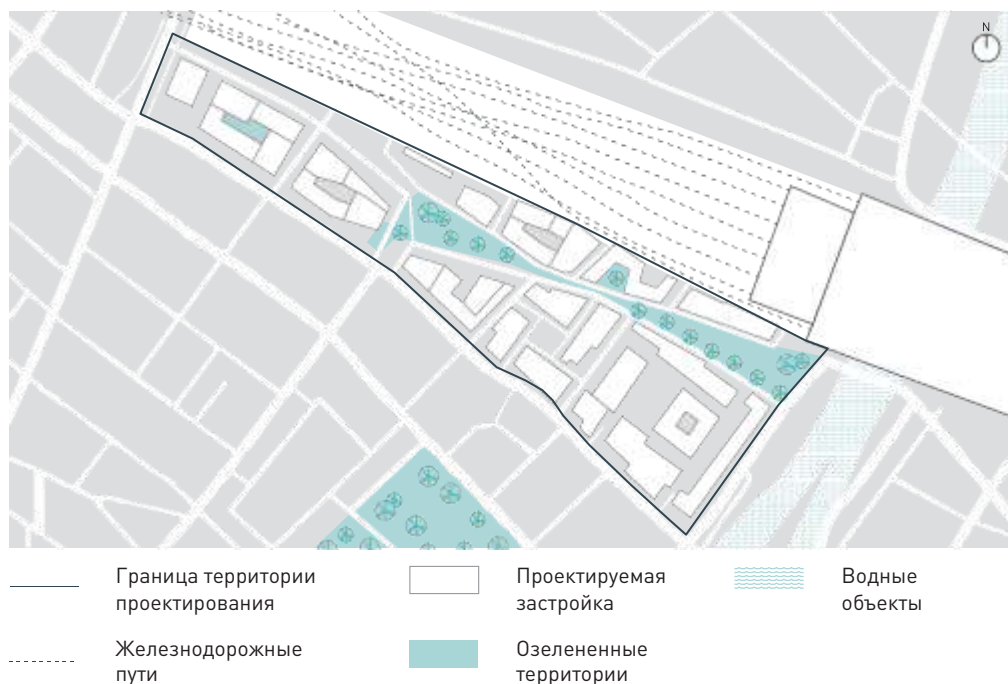 N
Граница территории
проектирования
Проектируемая
застройка
Водные
объекты
Железнодорожные
пути
Озелененные
территории